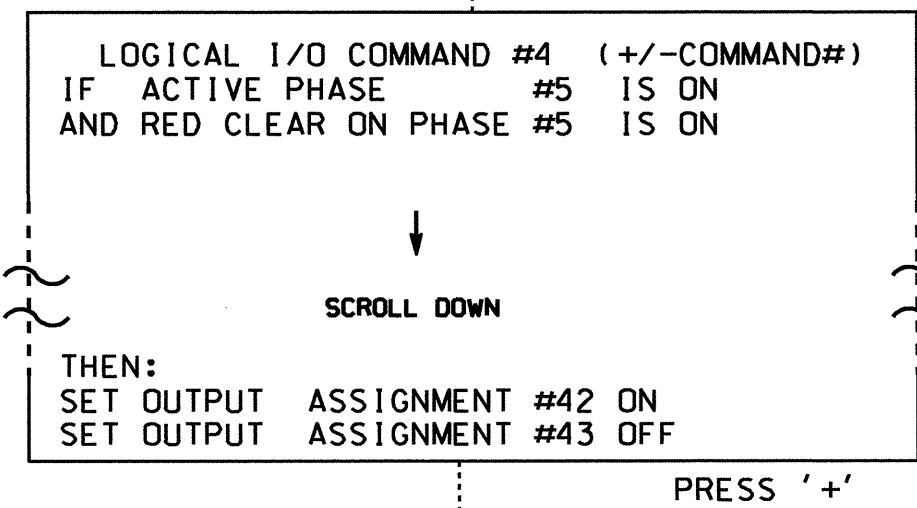 LOGICAL I/O COMMAND #4 (+/-COMMAND#)
IF ACTIVE PHASE #5 IS ON
AND RED CLEAR ON PHASE #5 IS ON
SCROLL DOWN
THEN:
SET OUTPUT ASSIGNMENT #42 ON
SET OUTPUT ASSIGNMENT #43 OFF
PRESS '+'